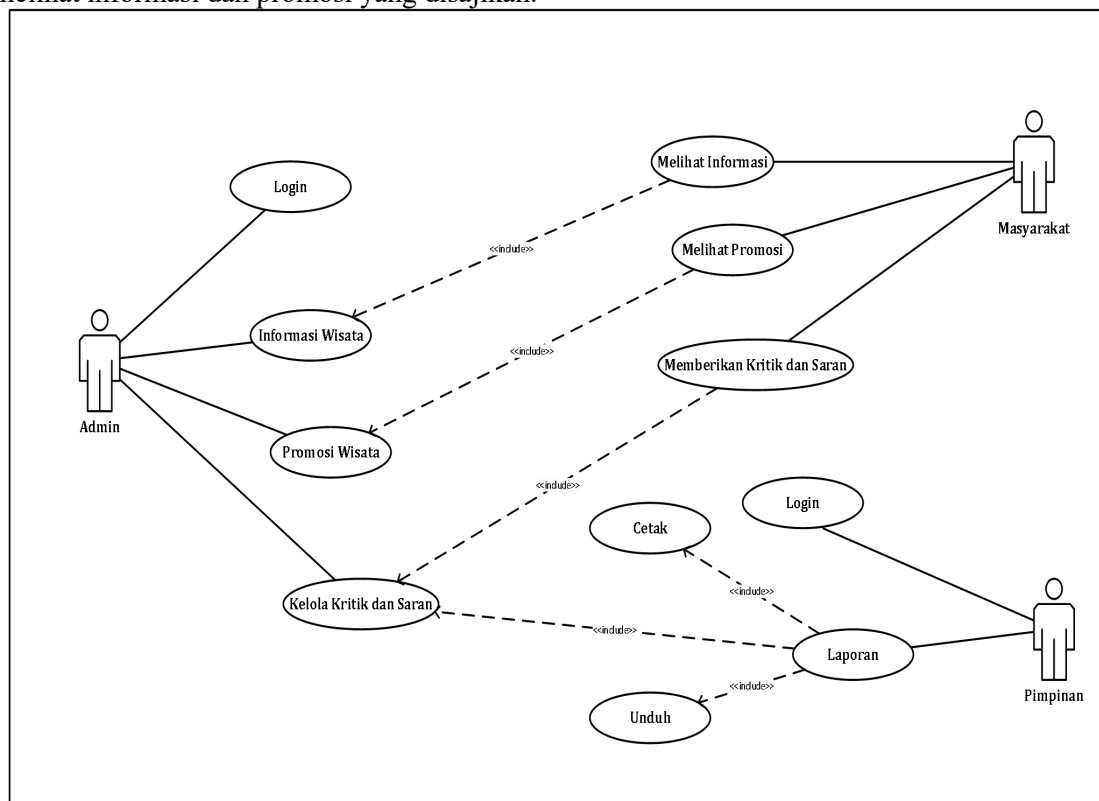 melihat informasi dan promosi yang disajikan.
Melihat Informasi
Masyarakat
Login
Melihat Promosi
<<include>>
Informasi Wisata
<<include>>
Memberikan Kritik dan Saran
Admin
Promosi Wisata
<<include>>
Login
Cetak
<<include>>
Kelola Kritik dan Saran
<<include>>
Laporan
<<include>>
Pimpinan
Unduh